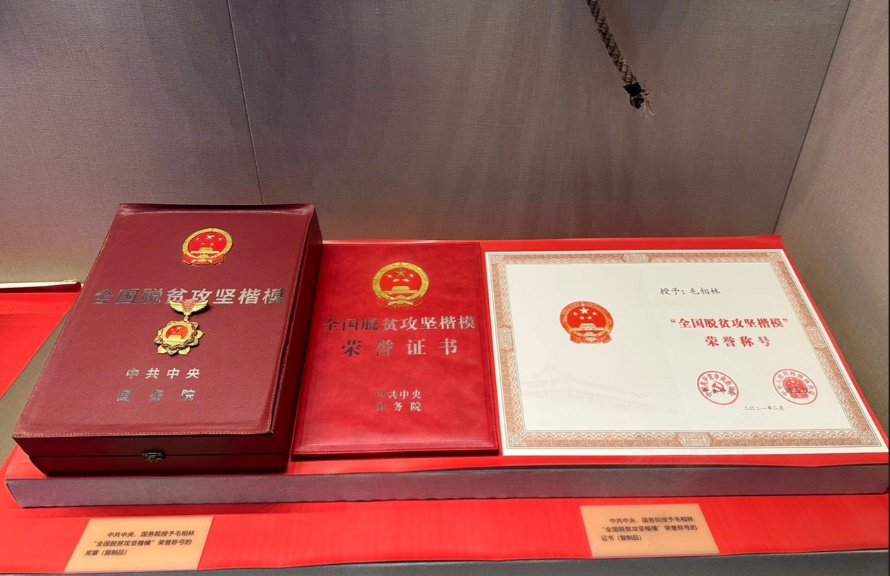 全国脱贫攻坚楷模
中共中央
国务院
全国脱贫攻坚楷模
荣誉证书
中共中央
国务院
授予：毛相林
“全国脱贫攻坚楷模”
荣誉称号
二〇二一年二月
中共中央、国务院授予毛相林
“全国脱贫攻坚楷模”荣誉称号的
奖章（复制品）
中共中央、国务院授予毛相林
“全国脱贫攻坚楷模”荣誉称号的
证书（复制品）